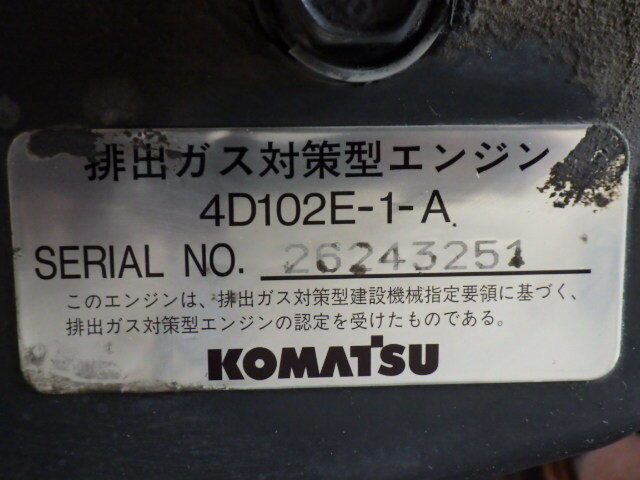 排出ガス対策型エンジン
4D102E-1-A
SERIAL NO. 26243251
このエンジンは、排出ガス対策型建設機械指定要領に基づく、
排出ガス対策型エンジンの認定を受けたものである。
KOMATSU